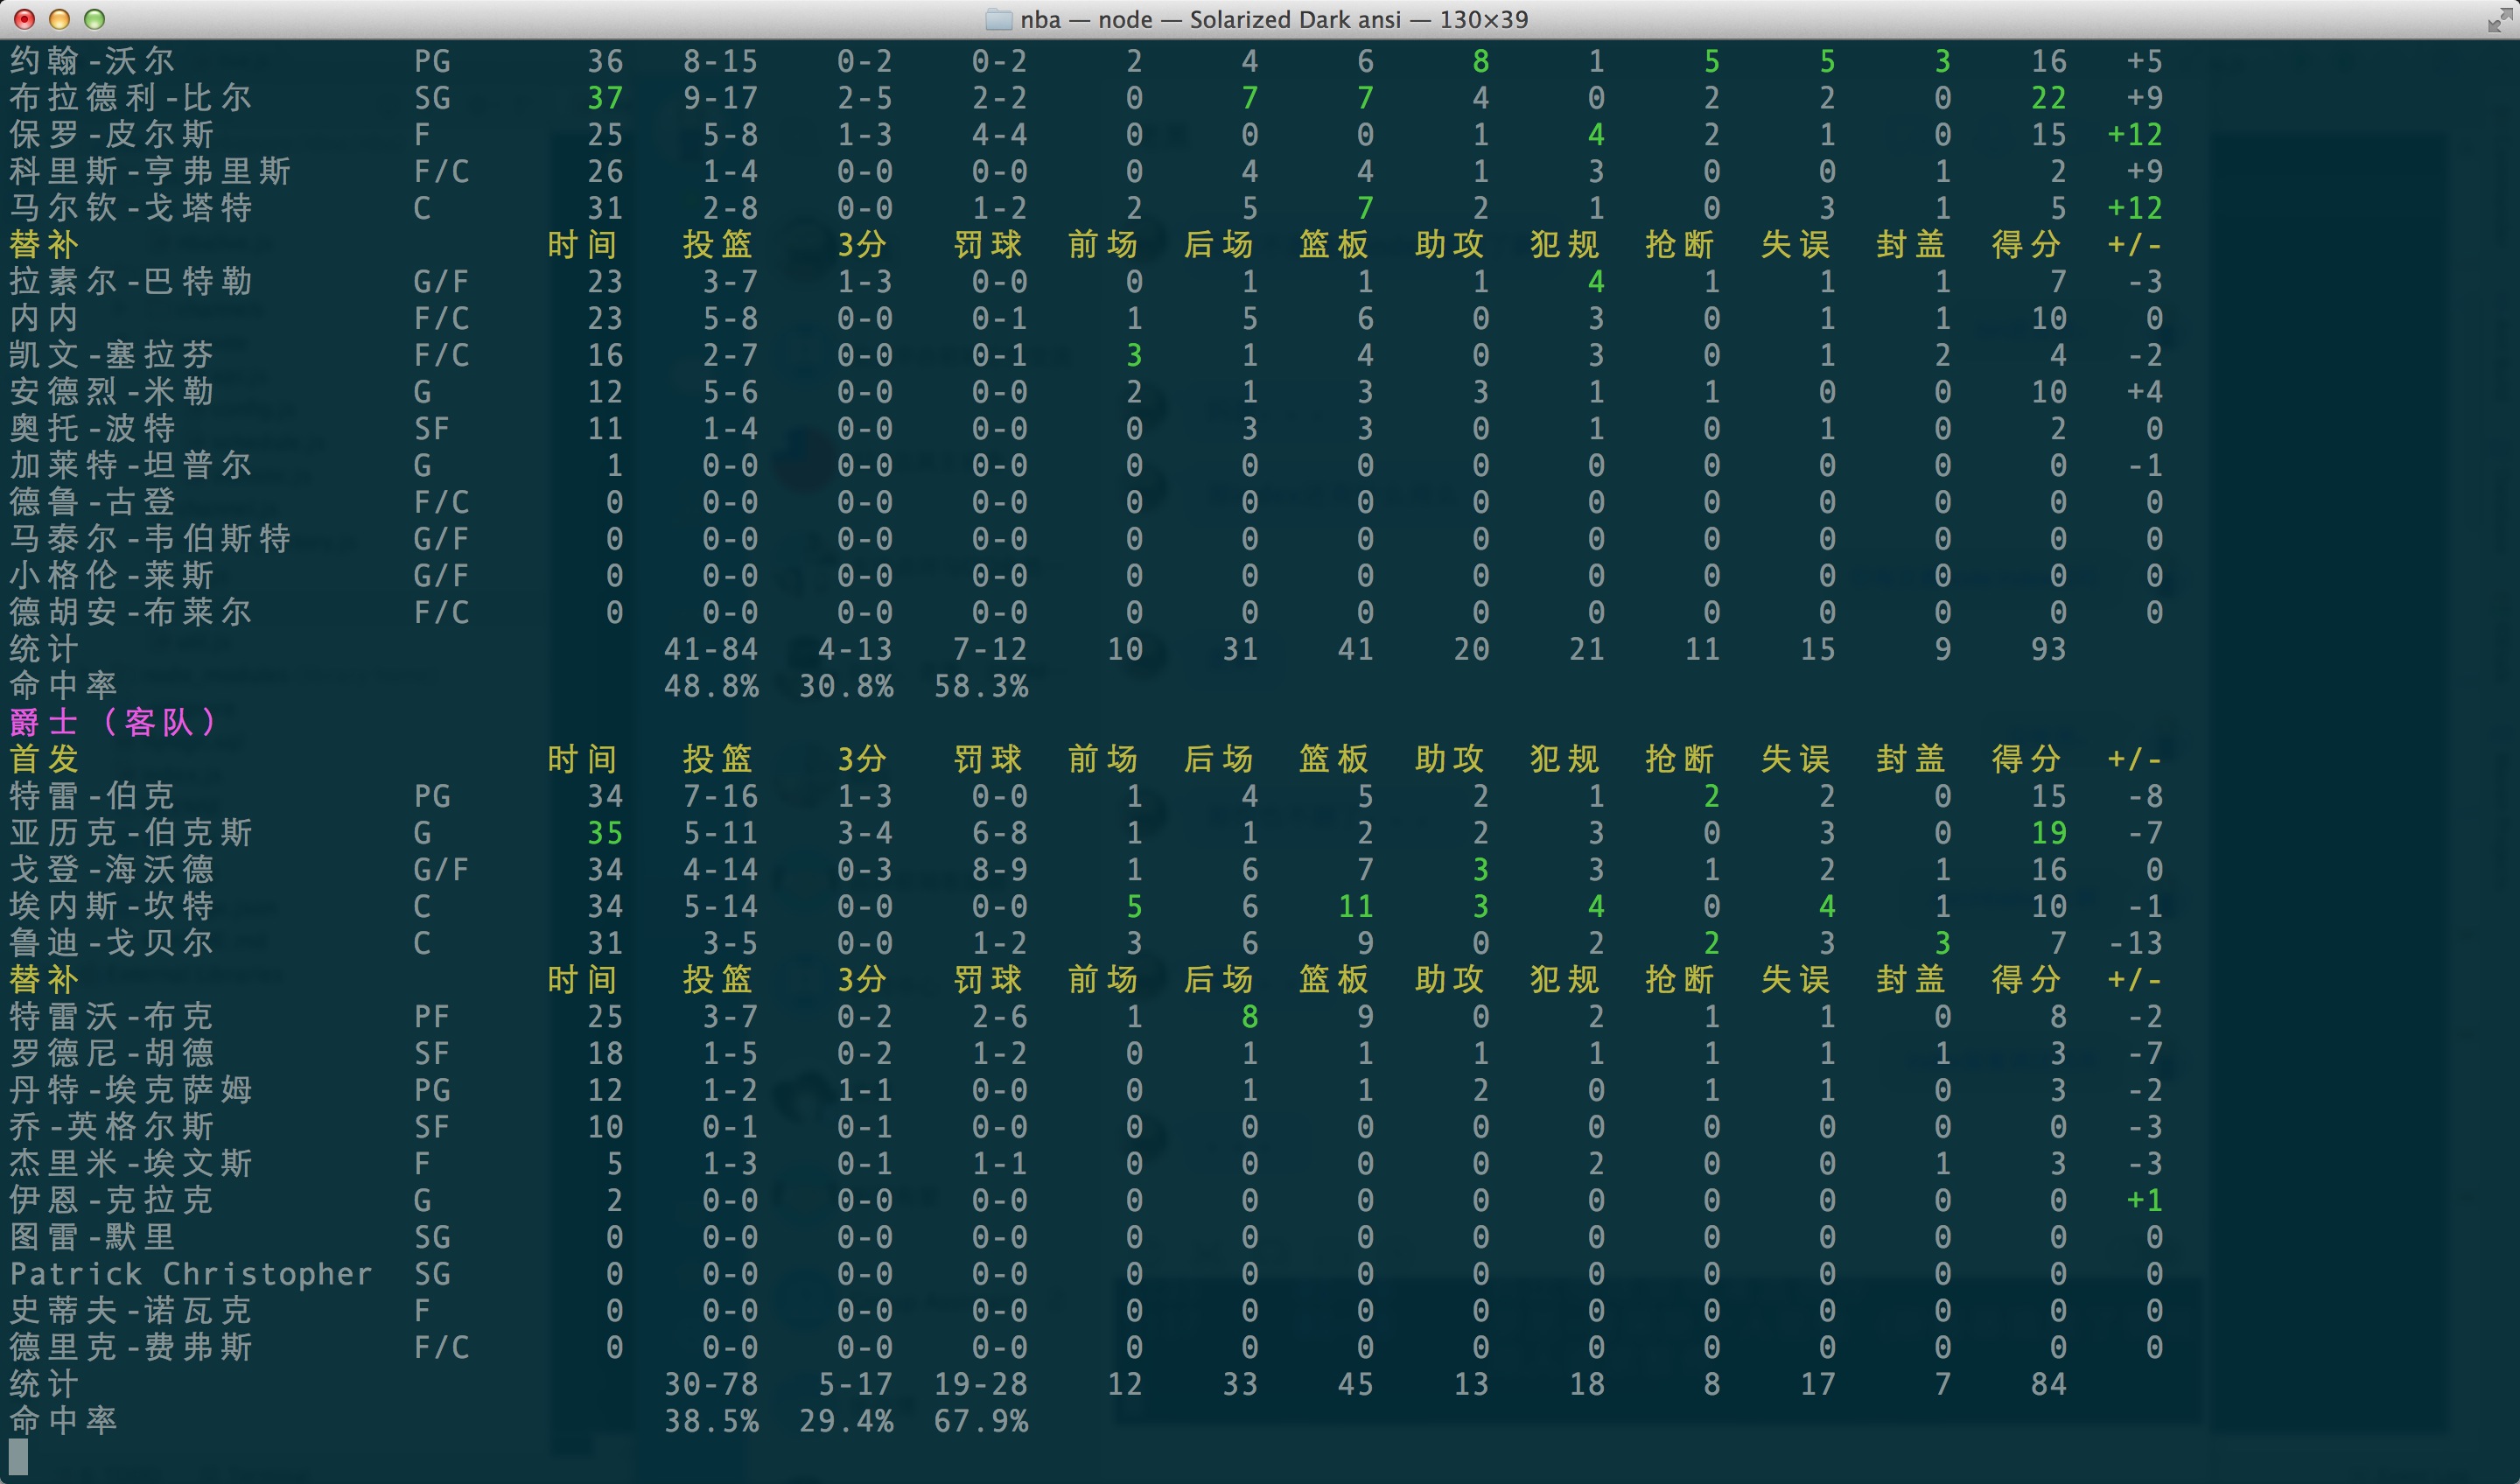 nba — node — Solarized Dark ansi — 130×39
约翰-沃尔 PG 36 8-15 0-2 0-2 2 4 6 8 1 5 5 3 16 +5
布拉德利-比尔 SG 37 9-17 2-5 2-2 0 7 7 4 0 2 2 0 22 +9
保罗-皮尔斯 F 25 5-8 1-3 4-4 0 0 0 1 4 2 1 0 15 +12
科里斯-亨弗里斯 F/C 26 1-4 0-0 0-0 0 4 4 1 3 0 0 1 2 +9
马尔钦-戈塔特 C 31 2-8 0-0 1-2 2 5 7 2 1 0 3 1 5 +12
替补 时间 投篮 3分 罚球 前场 后场 篮板 助攻 犯规 抢断 失误 封盖 得分 +/-
拉素尔-巴特勒 G/F 23 3-7 1-3 0-0 0 1 1 1 4 1 1 1 7 -3
内内 F/C 23 5-8 0-0 0-1 1 5 6 0 3 0 1 1 10 0
凯文-塞拉芬 F/C 16 2-7 0-0 0-1 3 1 4 0 3 0 1 2 4 -2
安德烈-米勒 G 12 5-6 0-0 0-0 2 1 3 3 1 1 0 0 10 +4
奥托-波特 SF 11 1-4 0-0 0-0 0 3 3 0 1 0 1 0 2 0
加莱特-坦普尔 G 1 0-0 0-0 0-0 0 0 0 0 0 0 0 0 0 -1
德鲁-古登 F/C 0 0-0 0-0 0-0 0 0 0 0 0 0 0 0 0 0
马泰尔-韦伯斯特 G/F 0 0-0 0-0 0-0 0 0 0 0 0 0 0 0 0 0
小格伦-莱斯 G/F 0 0-0 0-0 0-0 0 0 0 0 0 0 0 0 0 0
德胡安-布莱尔 F/C 0 0-0 0-0 0-0 0 0 0 0 0 0 0 0 0 0
统计 41-84 4-13 7-12 10 31 41 20 21 11 15 9 93
命中率 48.8% 30.8% 58.3%
爵士（客队）
首发 时间 投篮 3分 罚球 前场 后场 篮板 助攻 犯规 抢断 失误 封盖 得分 +/-
特雷-伯克 PG 34 7-16 1-3 0-0 1 4 5 2 1 2 2 0 15 -8
亚历克-伯克斯 G 35 5-11 3-4 6-8 1 1 2 2 3 0 3 0 19 -7
戈登-海沃德 G/F 34 4-14 0-3 8-9 1 6 7 3 3 1 2 1 16 0
埃内斯-坎特 C 34 5-14 0-0 0-0 5 6 11 3 4 0 4 1 10 -1
鲁迪-戈贝尔 C 31 3-5 0-0 1-2 3 6 9 0 2 2 3 3 7 -13
替补 时间 投篮 3分 罚球 前场 后场 篮板 助攻 犯规 抢断 失误 封盖 得分 +/-
特雷沃-布克 PF 25 3-7 0-2 2-6 1 8 9 0 2 1 1 0 8 -2
罗德尼-胡德 SF 18 1-5 0-2 1-2 0 1 1 1 1 1 1 1 3 -7
丹特-埃克萨姆 PG 12 1-2 1-1 0-0 0 1 1 2 0 1 1 0 3 -2
乔-英格尔斯 SF 10 0-1 0-1 0-0 0 0 0 0 0 0 0 0 0 -3
杰里米-埃文斯 F 5 1-3 0-1 1-1 0 0 0 0 2 0 0 1 3 -3
伊恩-克拉克 G 2 0-0 0-0 0-0 0 0 0 0 0 0 0 0 0 +1
图雷-默里 SG 0 0-0 0-0 0-0 0 0 0 0 0 0 0 0 0 0
Patrick Christopher SG 0 0-0 0-0 0-0 0 0 0 0 0 0 0 0 0 0
史蒂夫-诺瓦克 F 0 0-0 0-0 0-0 0 0 0 0 0 0 0 0 0 0
德里克-费弗斯 F/C 0 0-0 0-0 0-0 0 0 0 0 0 0 0 0 0 0
统计 30-78 5-17 19-28 12 33 45 13 18 8 17 7 84
命中率 38.5% 29.4% 67.9%